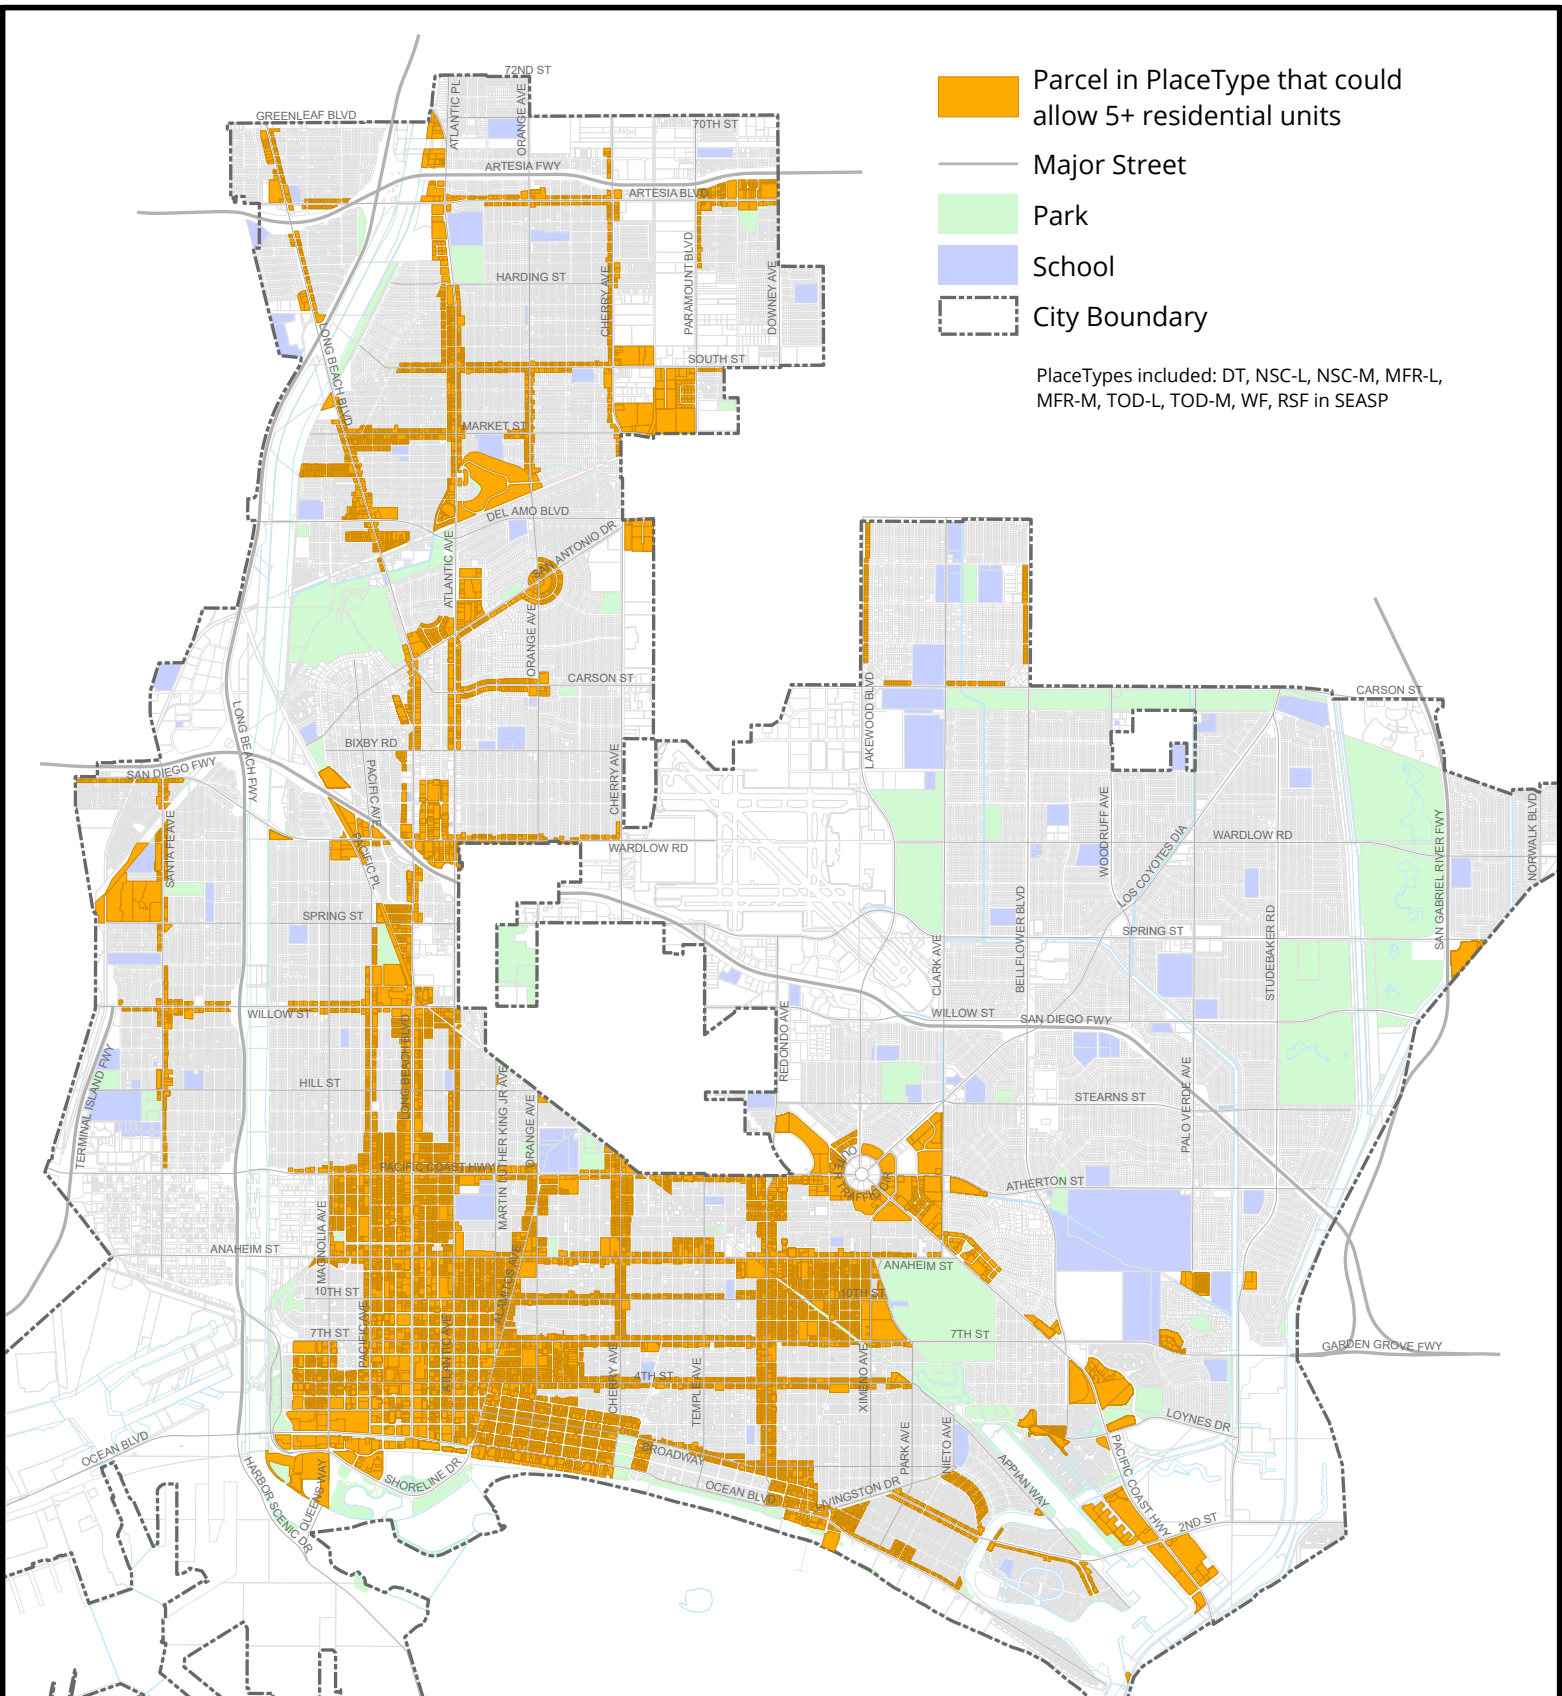 Parcel in PlaceType that could
allow 5+ residential units
Major Street
Park
School
City Boundary
PlaceTypes included: DT, NSC-L, NSC-M, MFR-L,
MFR-M, TOD-L, TOD-M, WF, RSF in SEASP
72ND ST
GREENLEAF BLVD
ATLANTIC PL
ORANGE AVE
70TH ST
ARTESIA FWY
ARTESIA BLVD
HARDING ST
CHERRY AVE
PARAMOUNT BLVD
DOWNEY AVE
LONG BEACH BLVD
SOUTH ST
MARKET ST
DEL AMO BLVD
SAN ANTONIO DR
ATLANTIC AVE
ORANGE AVE
CARSON ST
LAKEWOOD BLVD
CARSON ST
LONG BEACH FWY
BIXBY RD
SAN DIEGO FWY
PACIFIC AVE
CHERRY AVE
WOODRUFF AVE
NORWALK BLVD
SANTA FE AVE
PACIFIC PL
WARDLOW RD
LOS COYOTES DIA
WARDLOW RD
SAN GABRIEL RIVER FWY
SPRING ST
BELLFLOWER BLVD
SPRING ST
CLARK AVE
STUDEBAKER RD
WILLOW ST
WILLOW ST
SAN DIEGO FWY
LONG BEACH BLVD
REDONDO AVE
TERMINAL ISLAND FWY
HILL ST
MARTIN LUTHER KING JR AVE
ORANGE AVE
STEARNS ST
PALO VERDE AVE
PACIFIC COAST HWY
OUTER TRAFFIC CIR
ATHERTON ST
MAGNOLIA AVE
ANAHEIM ST
ALAMITOS AVE
ANAHEIM ST
10TH ST
10TH ST
7TH ST
PACIFIC AVE
ATLANTIC AVE
7TH ST
GARDEN GROVE FWY
CHERRY AVE
4TH ST
TEMPLE AVE
XIMENO AVE
PARK AVE
NIETO AVE
LOYNES DR
OCEAN BLVD
BROADWAY
HARBOR SCENIC DR
QUEENS WAY
SHORELINE DR
OCEAN BLVD
LIVINGSTON DR
APPIAN WAY
PACIFIC COAST HWY
2ND ST